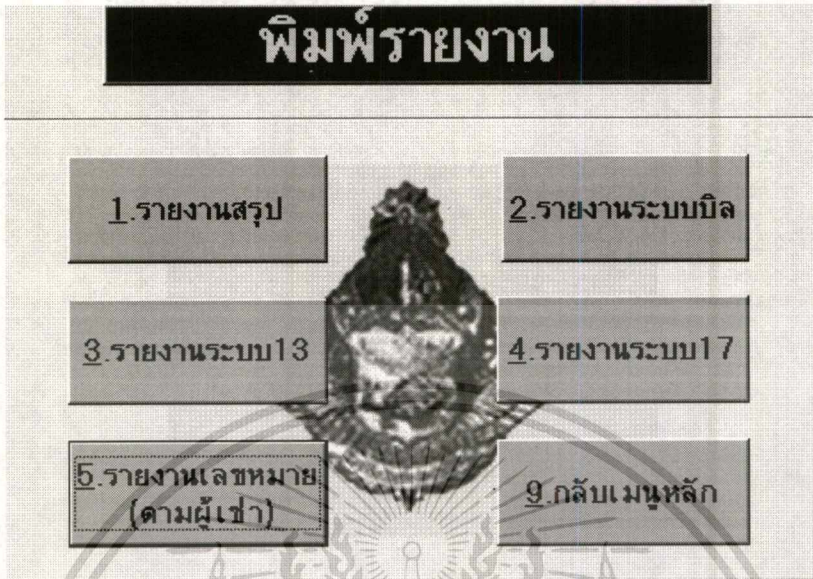 พิมพ์รายงาน
1.รายงานสรุป
2.รายงานระบบบิล
3.รายงานระบบ13
4.รายงานระบบ17
5.รายงานเลขหมาย
(ตามผู้เช่า)
9.กลับเมนูหลัก